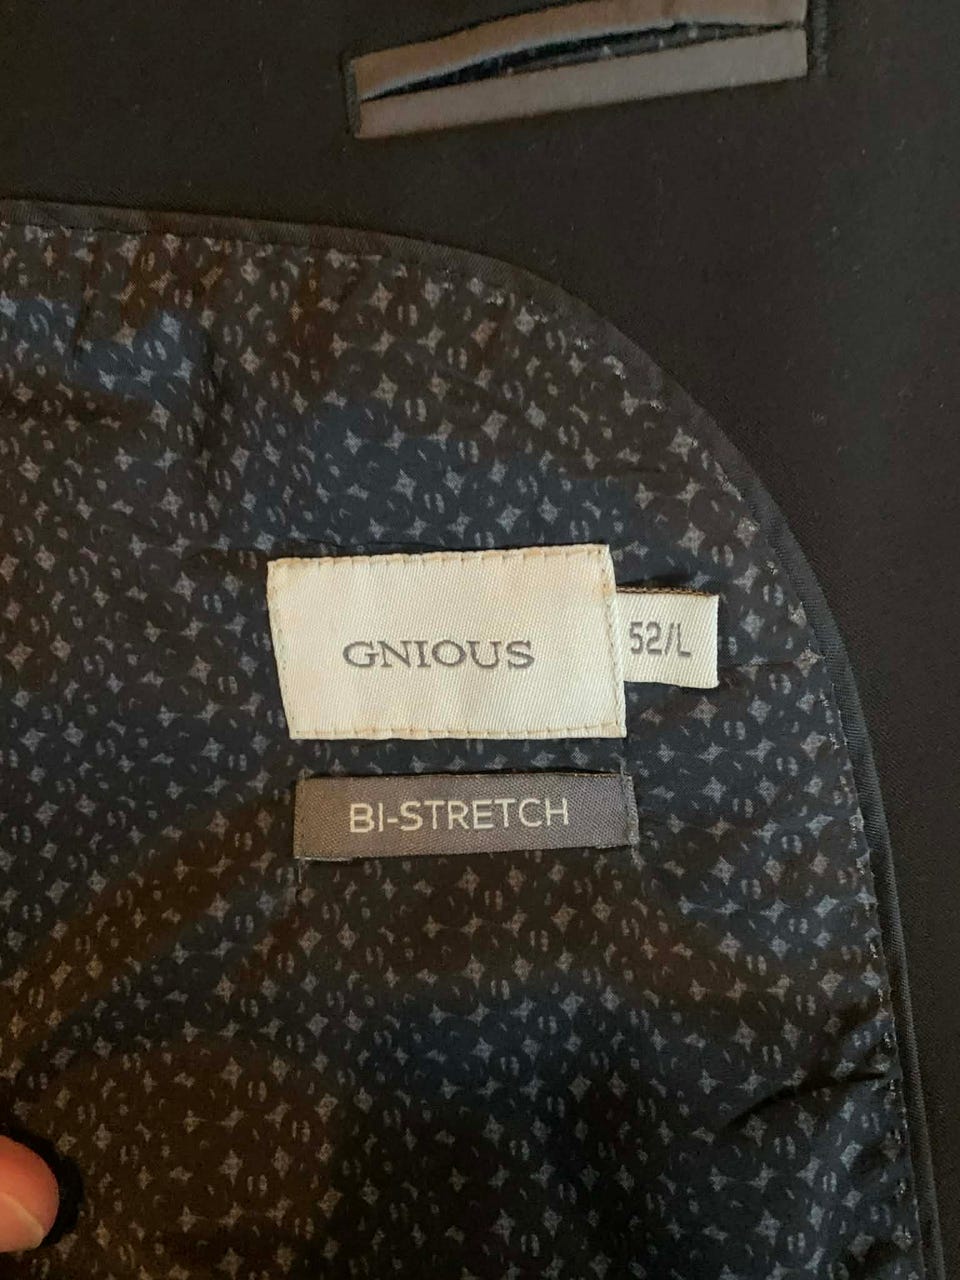 GNIOUS
52/L
BI-STRETCH